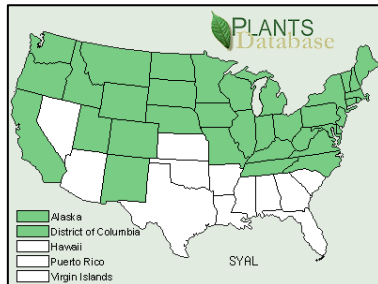 PLANTS
Database
Alaska
District of Columbia
Hawaii
Puerto Rico
Virgin Islands
SYAL